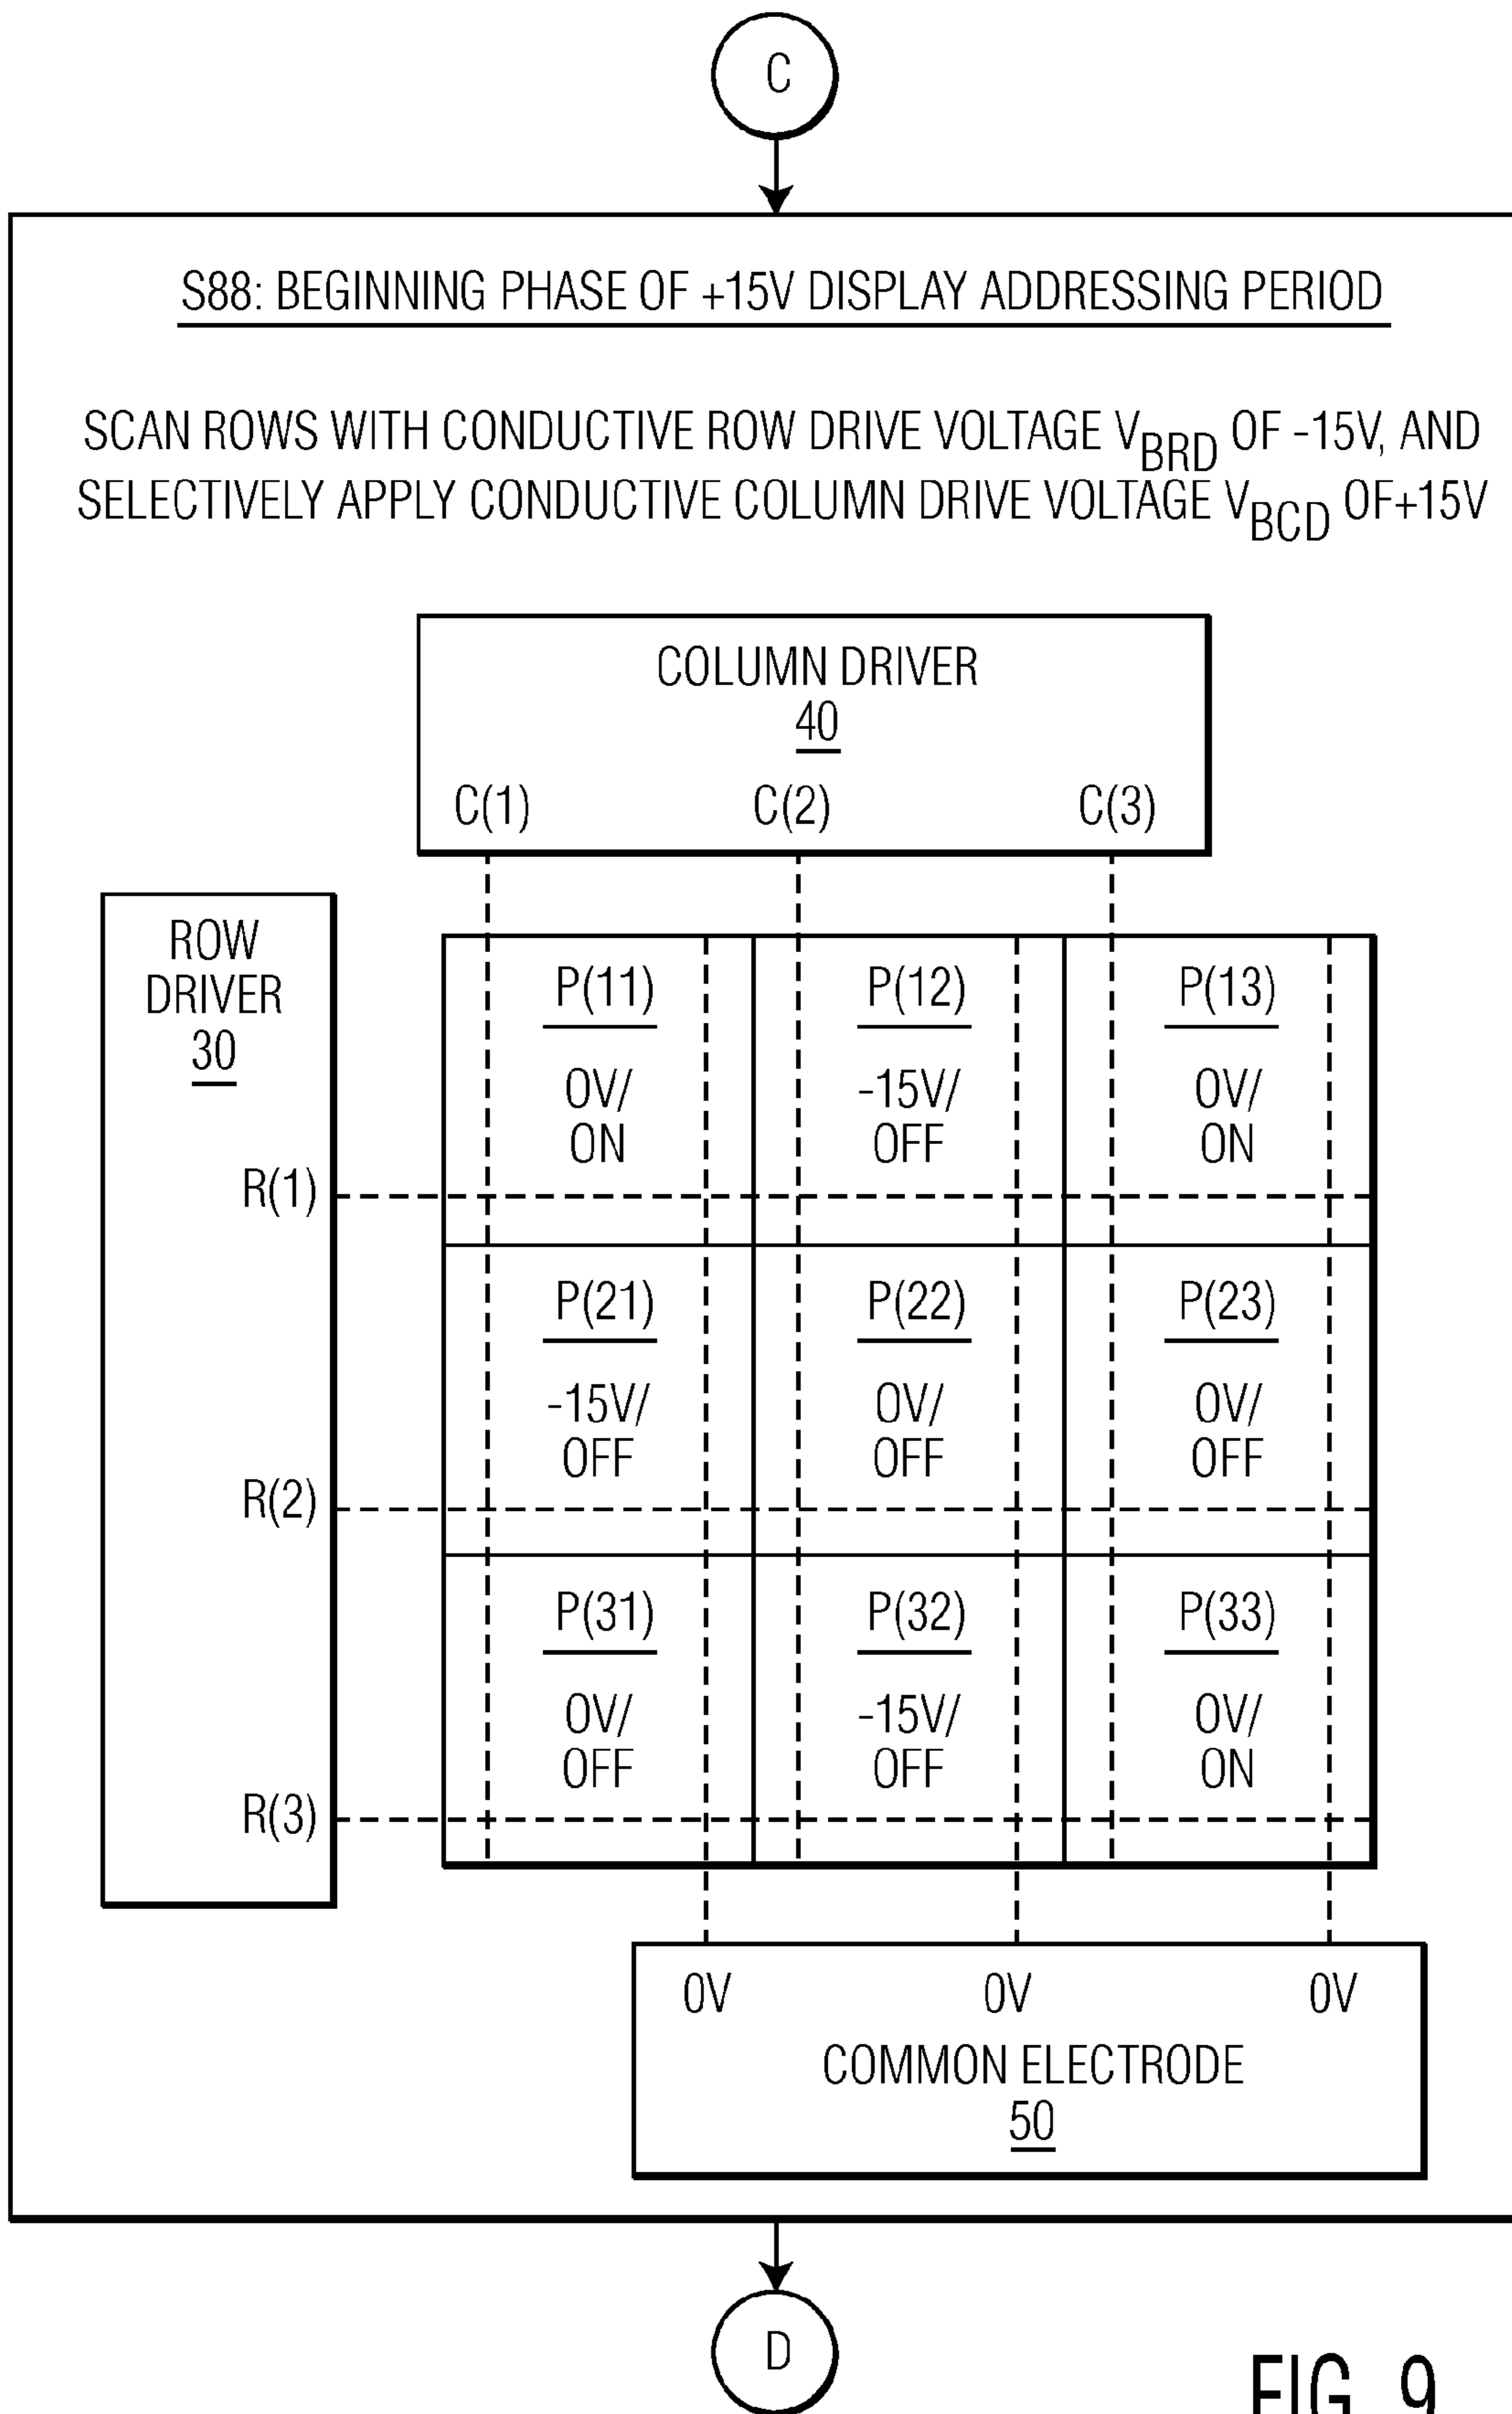 C
S88: BEGINNING PHASE OF +15V DISPLAY ADDRESSING PERIOD
SCAN ROWS WITH CONDUCTIVE ROW DRIVE VOLTAGE VBRD OF -15V, AND
SELECTIVELY APPLY CONDUCTIVE COLUMN DRIVE VOLTAGE VBCD OF+15V
COLUMN DRIVER
40
C(1) C(2) C(3)
ROW
DRIVER
30
P(11) P(12) P(13)
0V/ -15V/ 0V/
ON OFF ON
R(1)
P(21) P(22) P(23)
-15V/ 0V/ 0V/
OFF OFF OFF
R(2)
P(31) P(32) P(33)
0V/ -15V/ 0V/
OFF OFF ON
R(3)
0V 0V 0V
COMMON ELECTRODE
50
D
FIG. 9